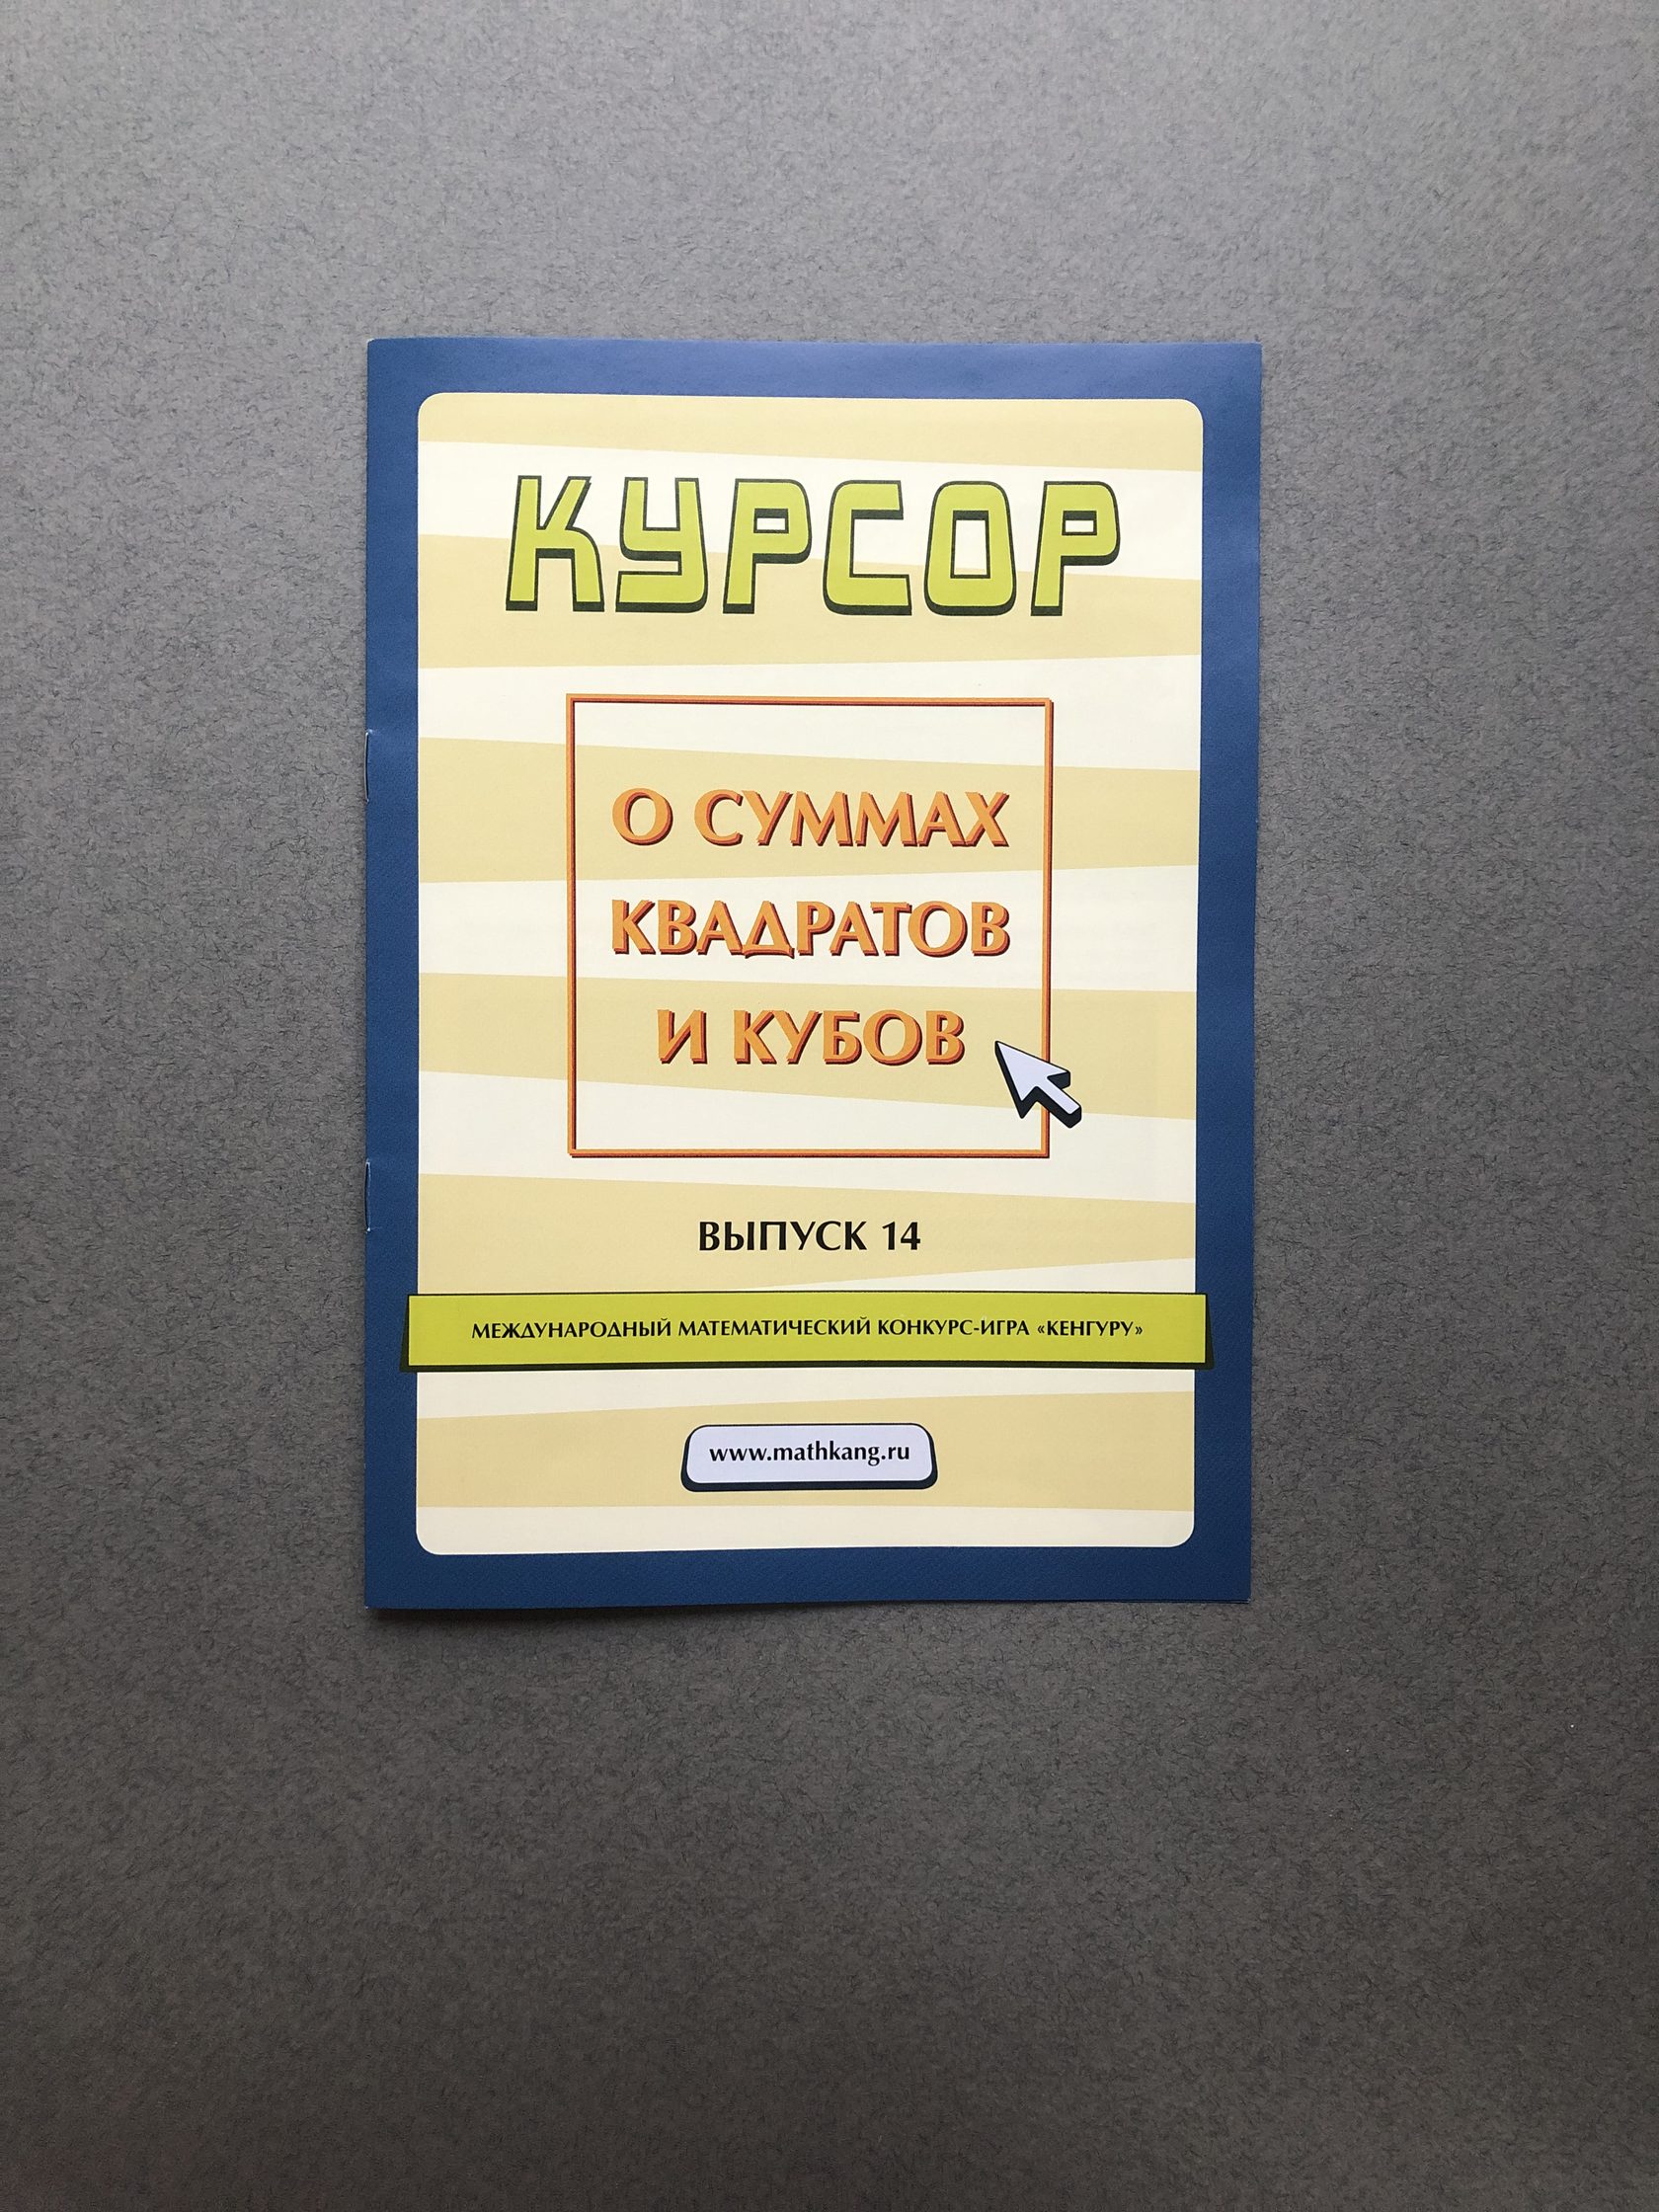 КУРСОР
О СУММАХ
КВАДРАТОВ
И КУБОВ
ВЫПУСК 14
МЕЖДУНАРОДНЫЙ МАТЕМАТИЧЕСКИЙ КОНКУРС-ИГРА «КЕНГУРУ»
www.mathkang.ru